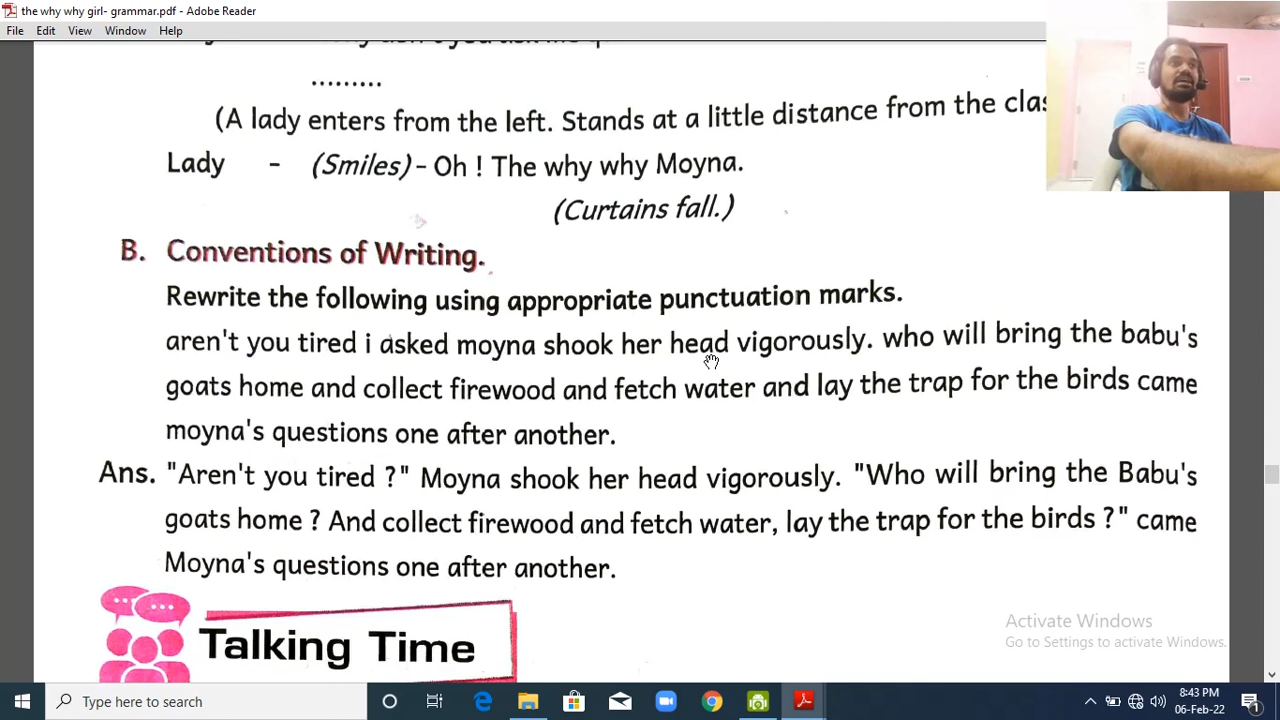 the why why girl- grammar.pdf - Adobe Reader
File Edit View Window Help
.........
(A lady enters from the left. Stands at a little distance from the
Lady - (Smiles) - Oh ! The why why Moyna.
(Curtains fall.)
B. Conventions of Writing.
Rewrite the following using appropriate punctuation marks.
aren't you tired i asked moyna shook her head vigorously. who will bring the babu's
goats home and collect firewood and fetch water and lay the trap for the birds came
moyna's questions one after another.
Ans. "Aren't you tired ?" Moyna shook her head vigorously. "Who will bring the Babu's
goats home ? And collect firewood and fetch water, lay the trap for the birds ?" came
Moyna's questions one after another.
Talking Time
Activate Windows
Go to Settings to activate Windows.
Type here to search
8:43 PM
06-Feb-22
1